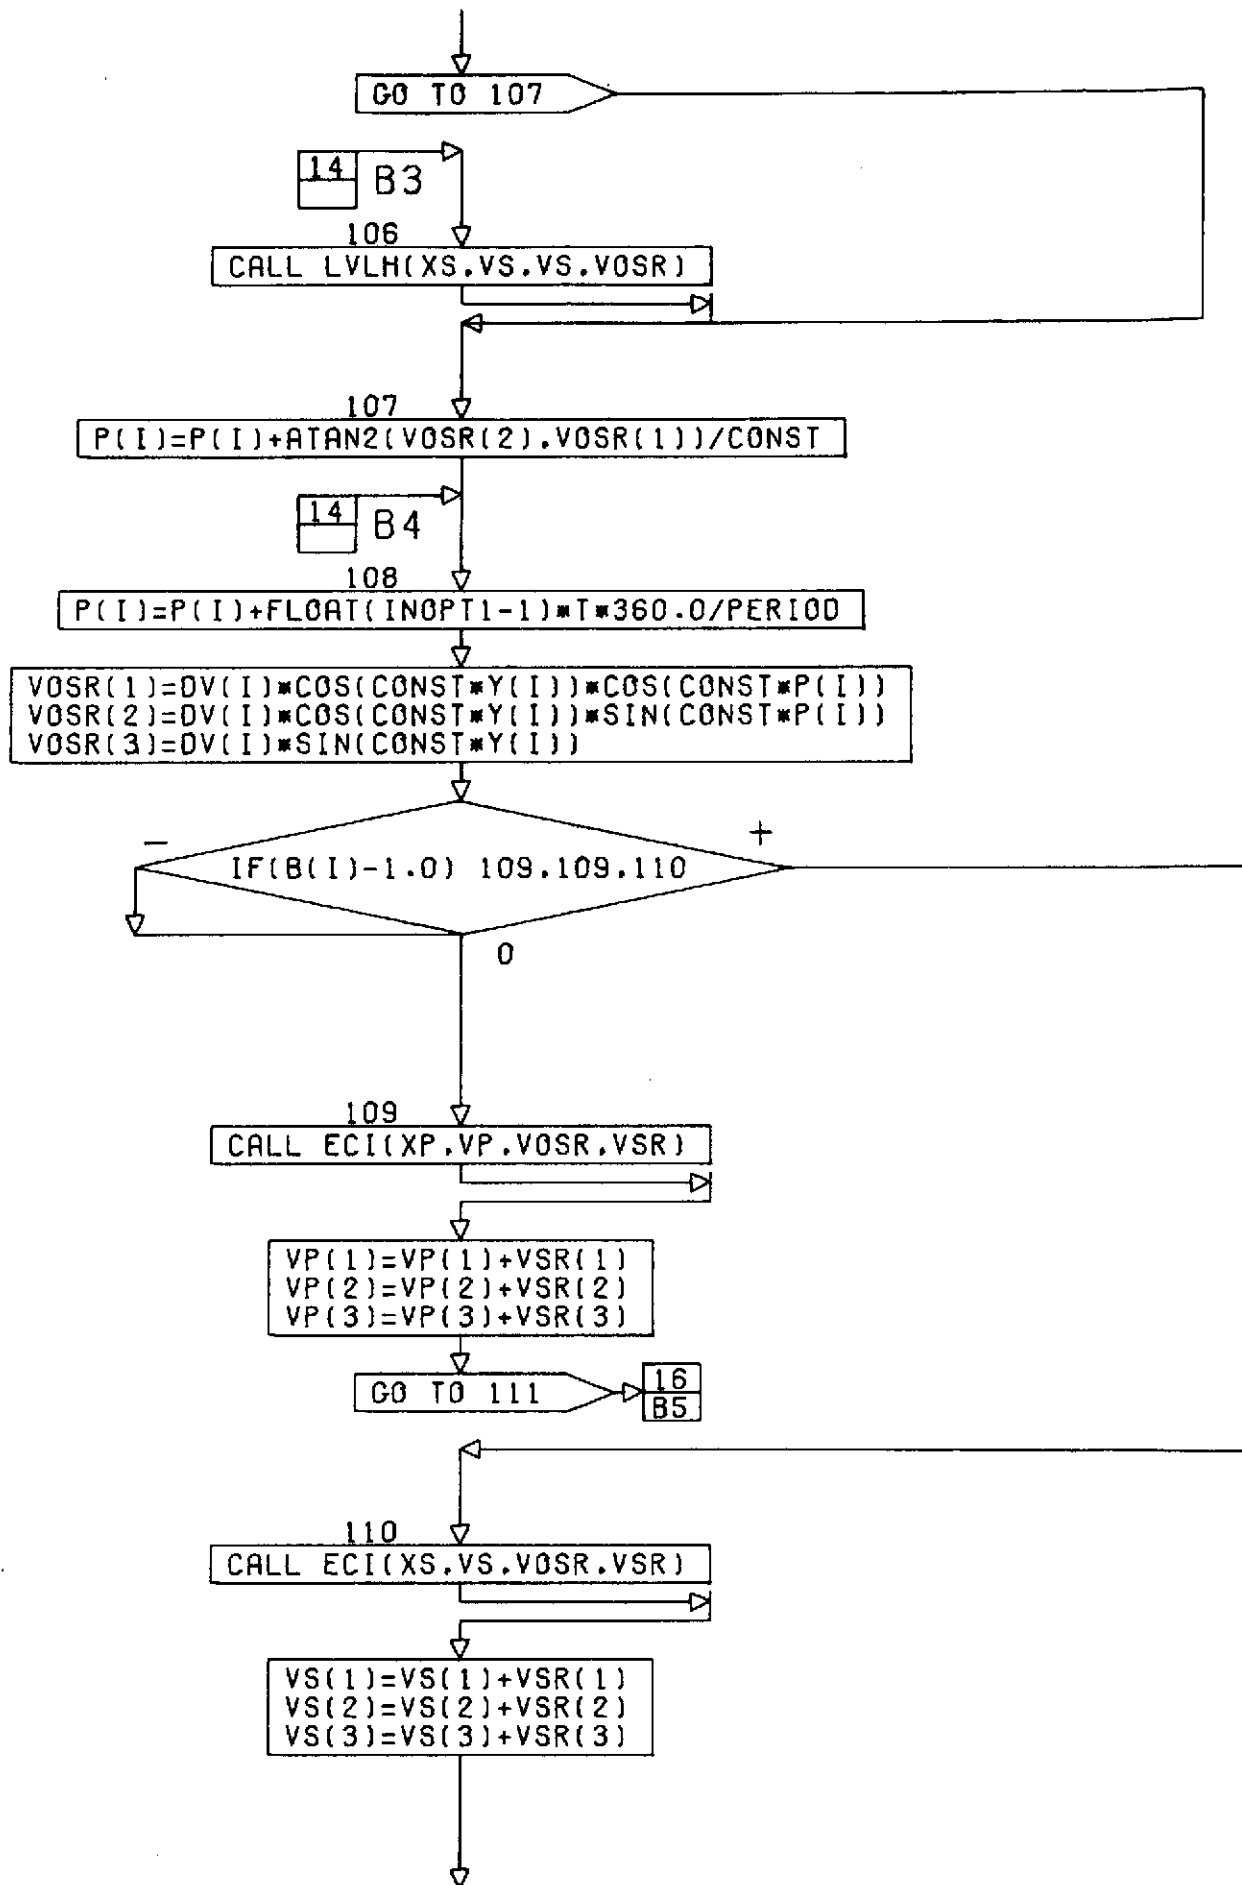 GO TO 107
14
B3
106
CALL LVLH(XS.VS.VS.VOSR)
107
P(I)=P(I)+ATAN2(VOSR(2).VOSR(1))/CONST
14
B4
108
P(I)=P(I)+FLOAT(INOPT1-1)*T*360.0/PERIOD
VOSR(1)=DV(I)*COS(CONST*Y(I))*COS(CONST*P(I))
VOSR(2)=DV(I)*COS(CONST*Y(I))*SIN(CONST*P(I))
VOSR(3)=DV(I)*SIN(CONST*Y(I))
− +
IF(B(I)-1.0) 109.109.110
0
109
CALL ECI(XP.VP.VOSR.VSR)
VP(1)=VP(1)+VSR(1)
VP(2)=VP(2)+VSR(2)
VP(3)=VP(3)+VSR(3)
GO TO 111
16
B5
110
CALL ECI(XS.VS.VOSR.VSR)
VS(1)=VS(1)+VSR(1)
VS(2)=VS(2)+VSR(2)
VS(3)=VS(3)+VSR(3)